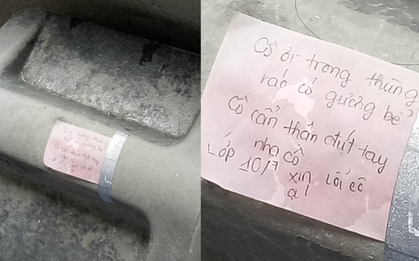 Cô ơi trong thùng
rác có gương bể
Cô cẩn thận đứt tay
nha cô
Lớp 10/7 xin lỗi cô
ạ!